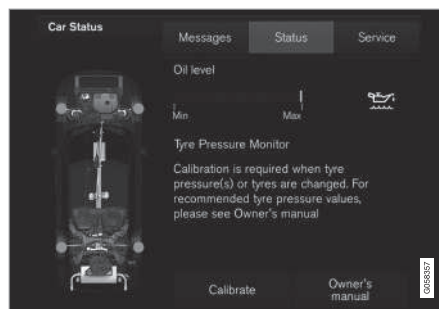 Car Status
Messages
Status
Service
Oil level
Min
Max
Tyre Pressure Monitor
Calibration is required when tyre
pressure(s) or tyres are changed. For
recommended tyre pressure values,
please see Owner's manual
Calibrate
Owner's
manual
G058357